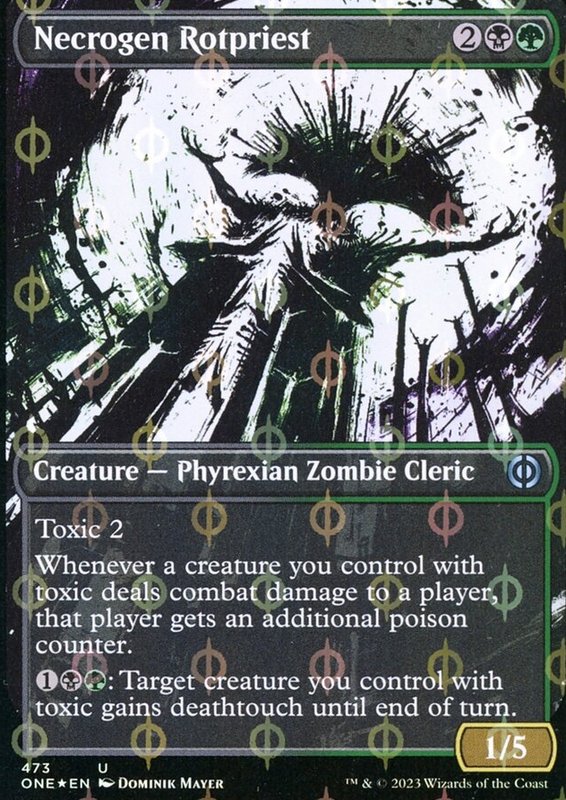 Necrogen Rotpriest 2
Creature — Phyrexian Zombie Cleric
Toxic 2
Whenever a creature you control with
toxic deals combat damage to a player,
that player gets an additional poison
counter.
1 : Target creature you control with
toxic gains deathtouch until end of turn.
1/5
473 U
ONE★EN Dominik Mayer ™ & © 2023 Wizards of the Coast